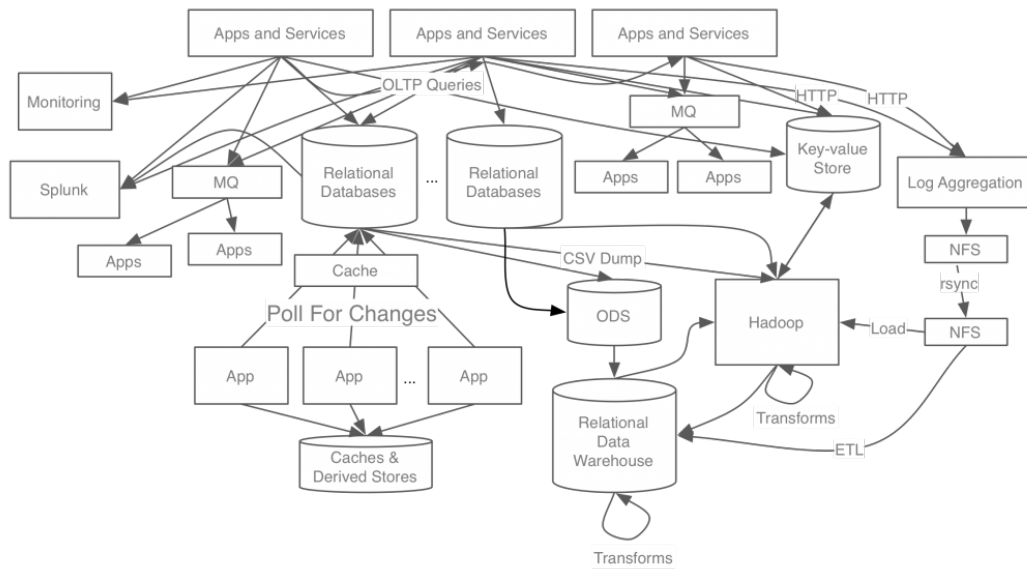 Apps and Services
Apps and Services
Apps and Services
OLTP Queries
Monitoring
MQ
HTTP
HTTP
Splunk
MQ
Relational
Databases
...
Relational
Databases
Apps
Apps
Key-value
Store
Log Aggregation
Apps
Apps
Cache
CSV Dump
NFS
rsync
Poll For Changes
ODS
Hadoop
Load
NFS
App
App
...
App
Transforms
Relational
Data
Warehouse
ETL
Caches &
Derived Stores
Transforms